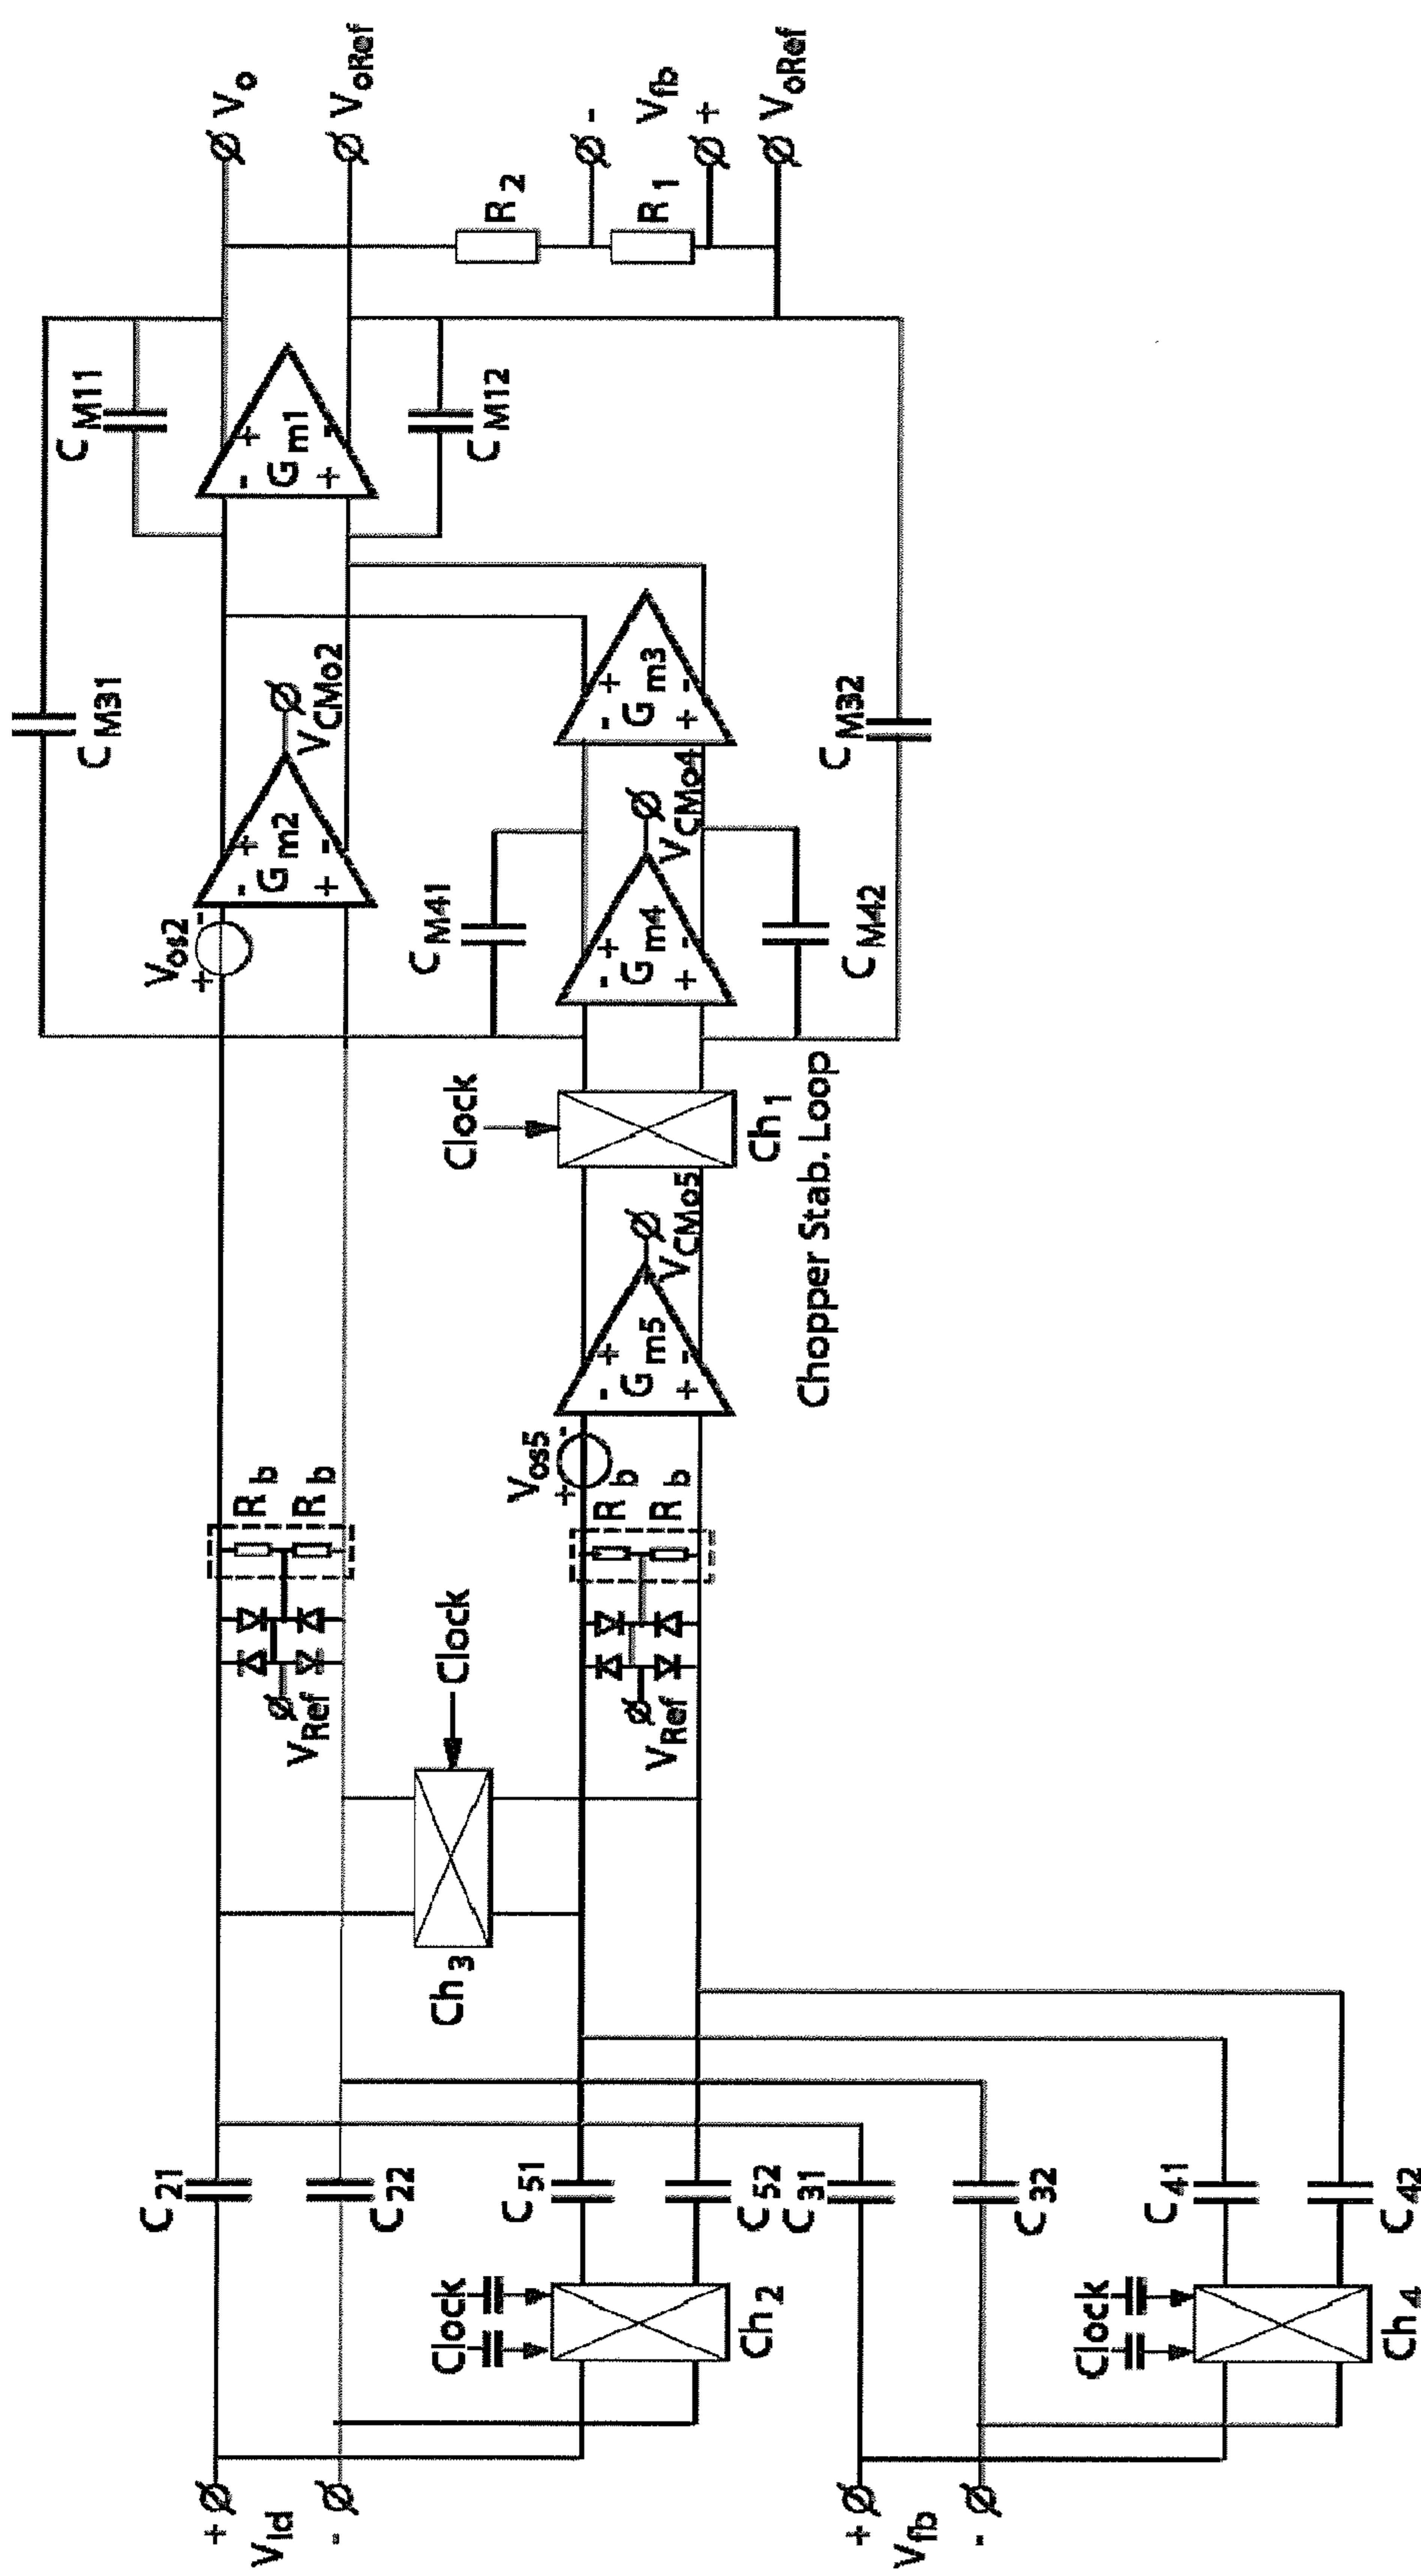 + V_Id -
C_21
C_22
Clock
Ch_2
C_51
C_52
+ V_fb -
C_31
C_32
Clock
Ch_4
C_41
C_42
Ch_3
Clock
V_Ref
R_b
R_b
V_Ref
R_b
R_b
+ V_os2 -
- +
G_m2
+ -
V_CMo2
+ V_os5 -
- +
G_m5
+ -
V_CMo5
Clock
Ch_1
Chopper Stab. Loop
C_M41
- +
G_m4
+ -
V_CMo4
C_M42
- +
G_m3
+ -
C_M31
C_M32
C_M11
- +
G_m1
+ -
C_M12
R_2
R_1
V_o
V_oRef
-
V_fb
+
V_oRef